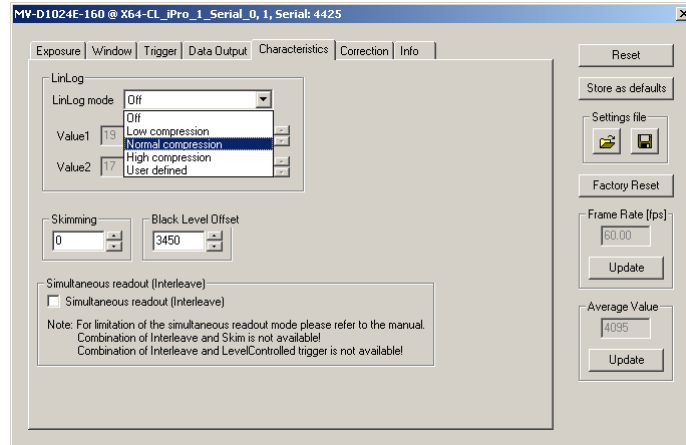 MV-D1024E-160 @ X64-CL_iPro_1_Serial_0, 1, Serial: 4425
Exposure
Window
Trigger
Data Output
Characteristics
Correction
Info
LinLog
LinLog mode
Off
Off
Low compression
Normal compression
High compression
User defined
Value1
19
Value2
17
Skimming
0
Black Level Offset
3450
Simultaneous readout (Interleave)
Simultaneous readout (Interleave)
Note: For limitation of the simultaneous readout mode please refer to the manual.
Combination of Interleave and Skim is not available!
Combination of Interleave and LevelControlled trigger is not available!
Reset
Store as defaults
Settings file
Factory Reset
Frame Rate [fps]
60.00
Update
Average Value
4095
Update